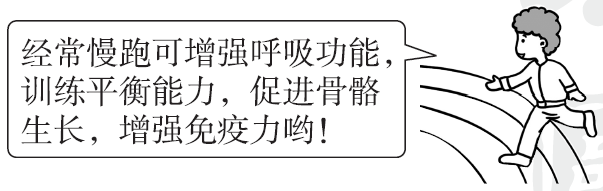 经常慢跑可增强呼吸功能，
训练平衡能力，促进骨骼
生长，增强免疫力哟！